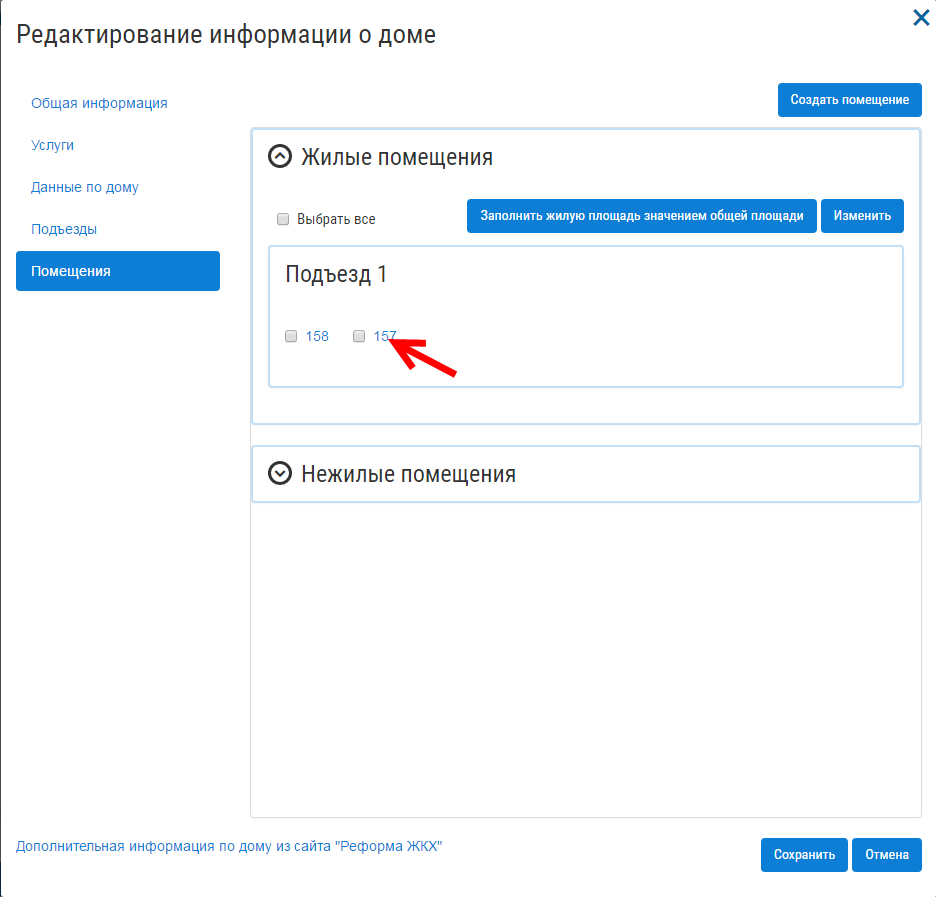 Редактирование информации о доме
Общая информация
Услуги
Данные по дому
Подъезды
Помещения
Создать помещение
Жилые помещения
Выбрать все
Заполнить жилую площадь значением общей площади
Изменить
Подъезд 1
158
157
Нежилые помещения
Дополнительная информация по дому из сайта "Реформа ЖКХ"
Сохранить
Отмена